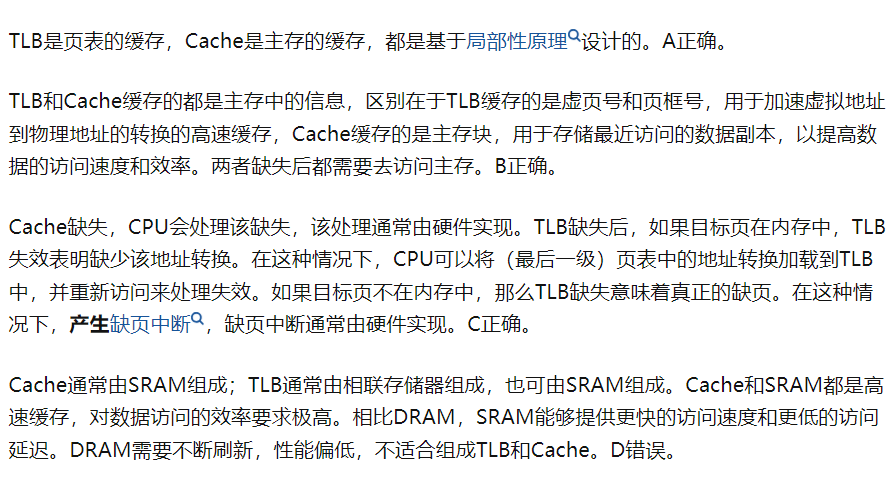 TLB是页表的缓存，Cache是主存的缓存，都是基于局部性原理设计的。A正确。
TLB和Cache缓存的都是主存中的信息，区别在于TLB缓存的是虚页号和页框号，用于加速虚拟地址
到物理地址的转换的高速缓存，Cache缓存的是主存块，用于存储最近访问的数据副本，以提高数
据的访问速度和效率。两者缺失后都需要去访问主存。B正确。
Cache缺失，CPU会处理该缺失，该处理通常由硬件实现。TLB缺失后，如果目标页在内存中，TLB
失效表明缺少该地址转换。在这种情况下，CPU可以将（最后一级）页表中的地址转换加载到TLB
中，并重新访问来处理失效。如果目标页不在内存中，那么TLB缺失意味着真正的缺页。在这种情
况下，产生缺页中断，缺页中断通常由硬件实现。C正确。
Cache通常由SRAM组成；TLB通常由相联存储器组成，也可由SRAM组成。Cache和SRAM都是高
速缓存，对数据访问的效率要求极高。相比DRAM，SRAM能够提供更快的访问速度和更低的访问
延迟。DRAM需要不断刷新，性能偏低，不适合组成TLB和Cache。D错误。